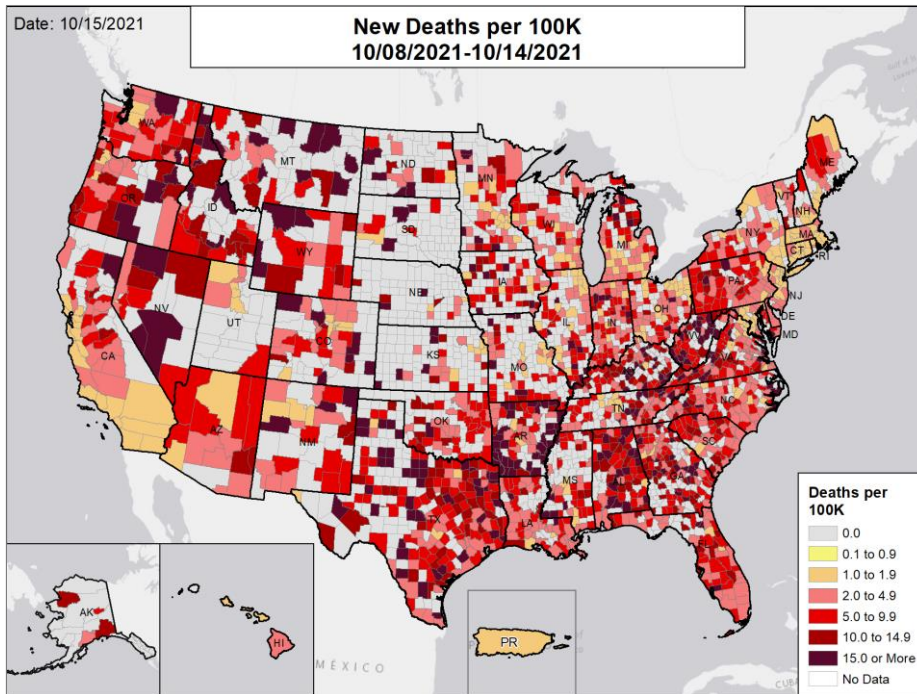 Date: 10/15/2021
New Deaths per 100K
10/08/2021-10/14/2021
WA
MT
ND
MN
ME
OR
ID
SD
WI
MI
VT
NH
NY
MA
CT
RI
WY
IA
NE
PA
NJ
NV
UT
CO
IL
IN
OH
DE
MD
CA
KS
MO
WV
VA
KY
AZ
NM
OK
AR
TN
NC
SC
MS
AL
GA
TX
LA
FL
AK
HI
PR
MÉXICO
CUBA
Deaths per
100K
0.0
0.1 to 0.9
1.0 to 1.9
2.0 to 4.9
5.0 to 9.9
10.0 to 14.9
15.0 or More
No Data